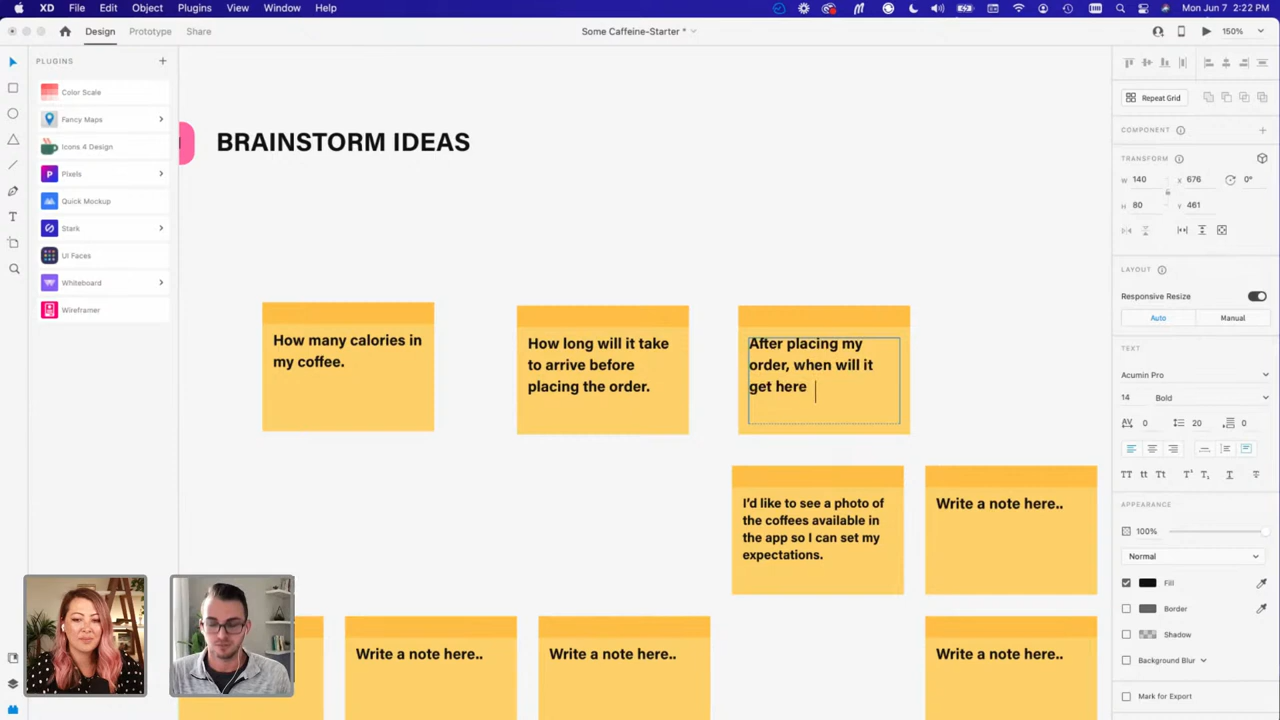 XD File Edit Object Plugins View Window Help Mon Jun 7 2:22 PM
Design Prototype Share Some Caffeine-Starter * 150%
PLUGINS
Color Scale
Fancy Maps
Icons 4 Design
Pixels
Quick Mockup
Stark
UI Faces
Whiteboard
Wireframer
BRAINSTORM IDEAS
How many calories in
my coffee.
How long will it take
to arrive before
placing the order.
After placing my
order, when will it
get here
I'd like to see a photo of
the coffees available in
the app so I can set my
expectations.
Write a note here..
Write a note here..
Write a note here..
Write a note here..
Repeat Grid
COMPONENT
TRANSFORM
W 140 X 676 0°
H 80 Y 461
LAYOUT
Responsive Resize
Auto Manual
TEXT
Acumin Pro
14 Bold
AV 0 20 0
TT tt Tt T¹ T₁ T T
APPEARANCE
100%
Normal
Fill
Border
Shadow
Background Blur
Mark for Export